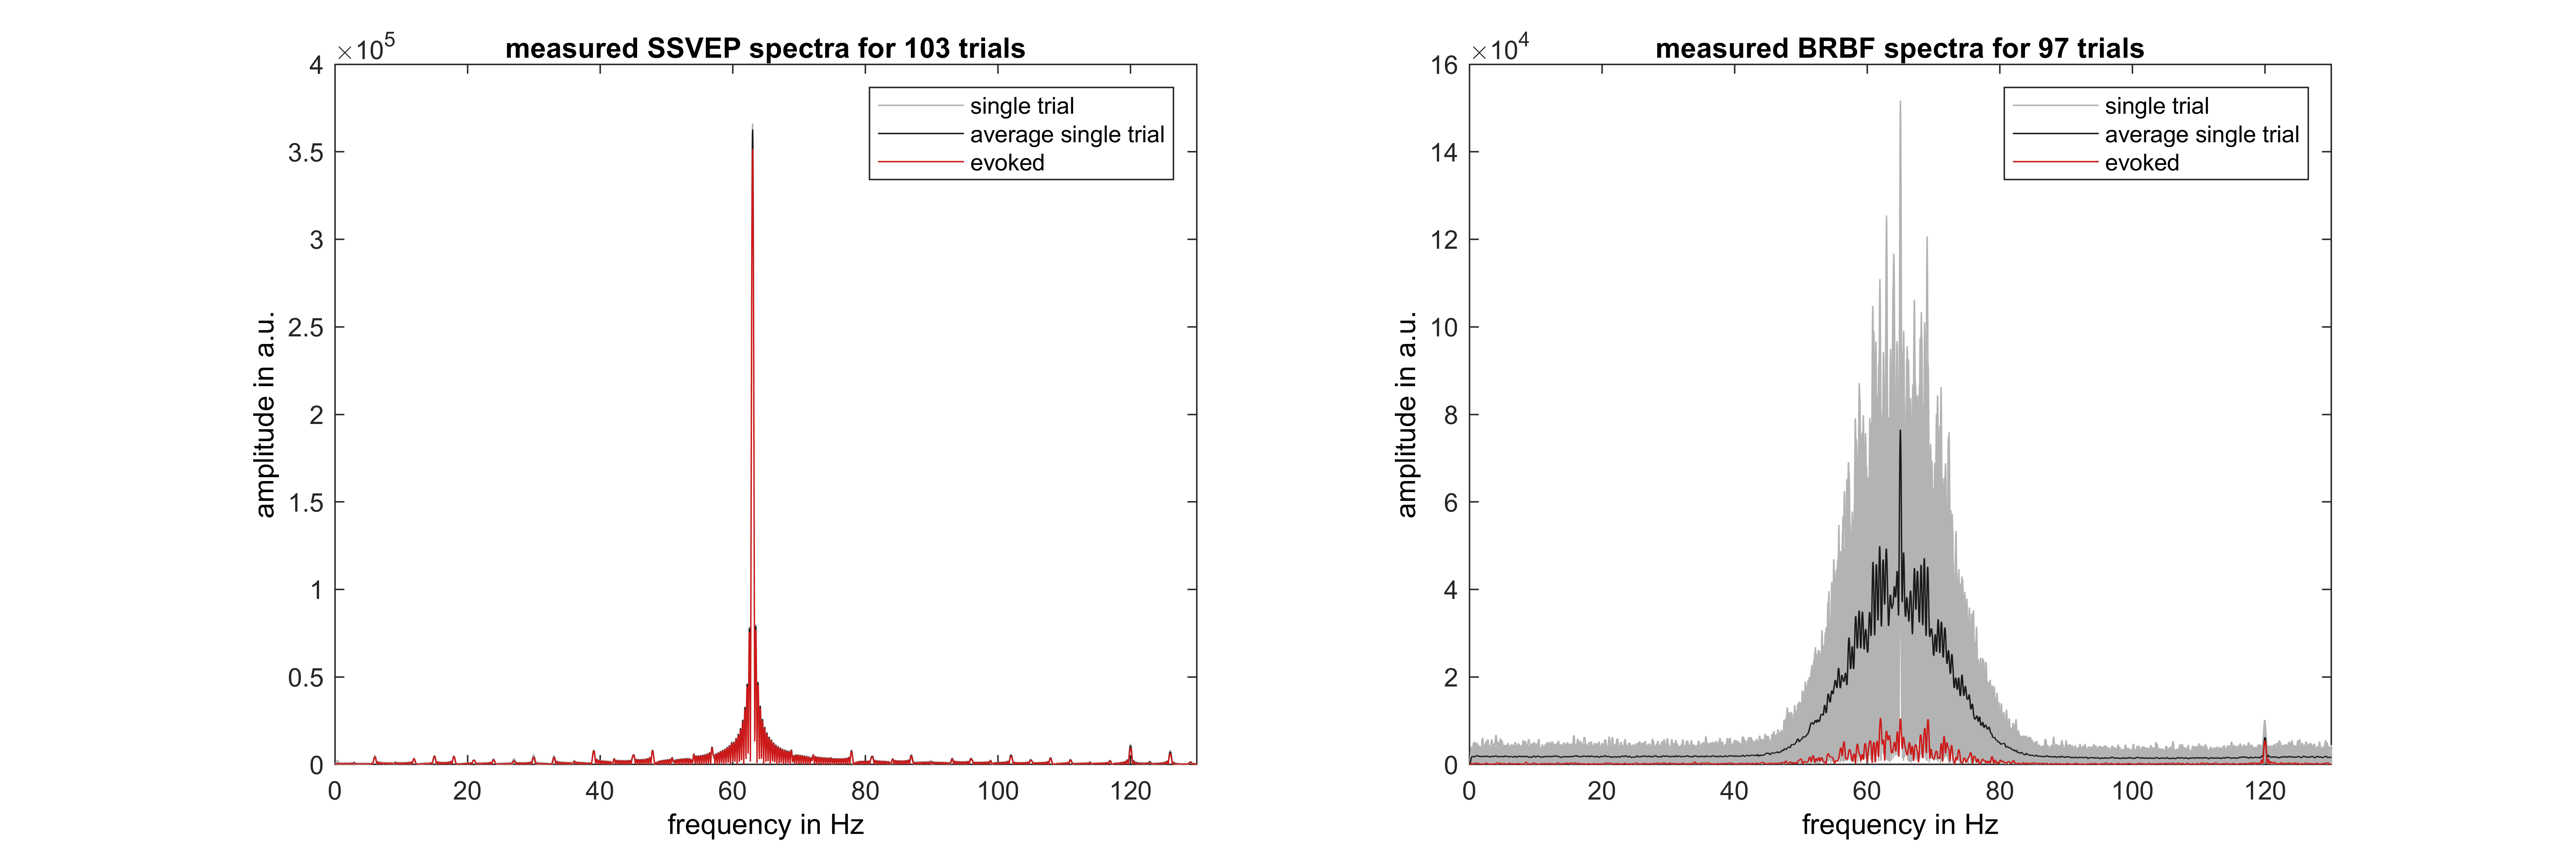 measured SSVEP spectra for 103 trials
×10^5
4
3.5
3
2.5
2
1.5
1
0.5
0
amplitude in a.u.
single trial
average single trial
evoked
0 20 40 60 80 100 120
frequency in Hz
measured BRBF spectra for 97 trials
×10^4
16
14
12
10
8
6
4
2
0
amplitude in a.u.
single trial
average single trial
evoked
0 20 40 60 80 100 120
frequency in Hz